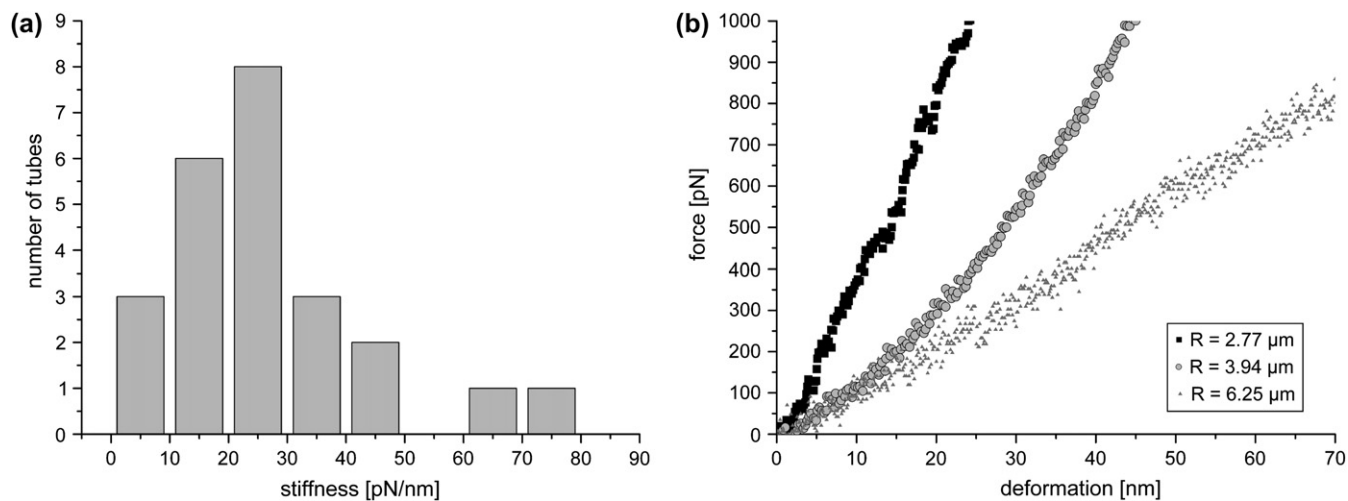 (a)
number of tubes
9
8
7
6
5
4
3
2
1
0
0 10 20 30 40 50 60 70 80 90
stiffness [pN/nm]
(b)
force [pN]
1000
900
800
700
600
500
400
300
200
100
0
0 10 20 30 40 50 60 70
deformation [nm]
R = 2.77 µm
R = 3.94 µm
R = 6.25 µm